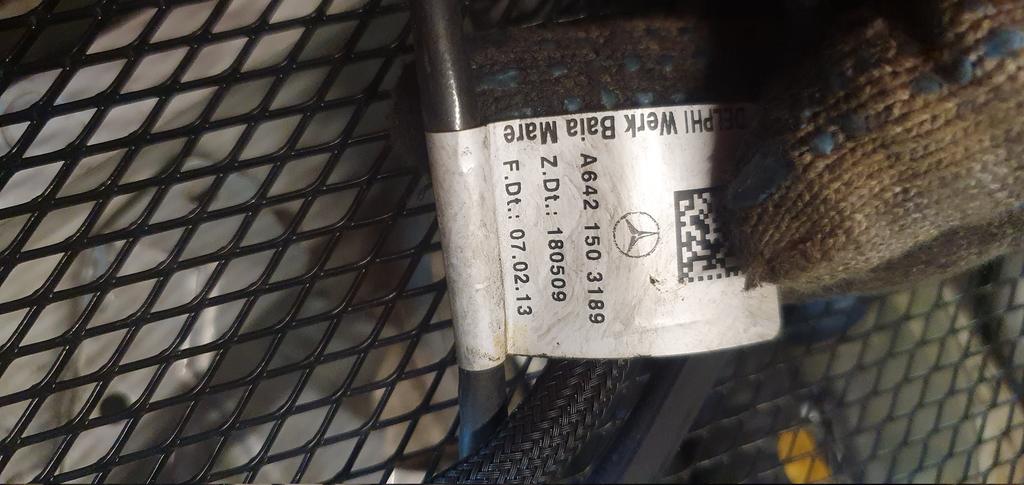 A642 150 3189
Z.Dt.: 180509
F.Dt.: 07.02.13
DELPHI Werk Baia Mare